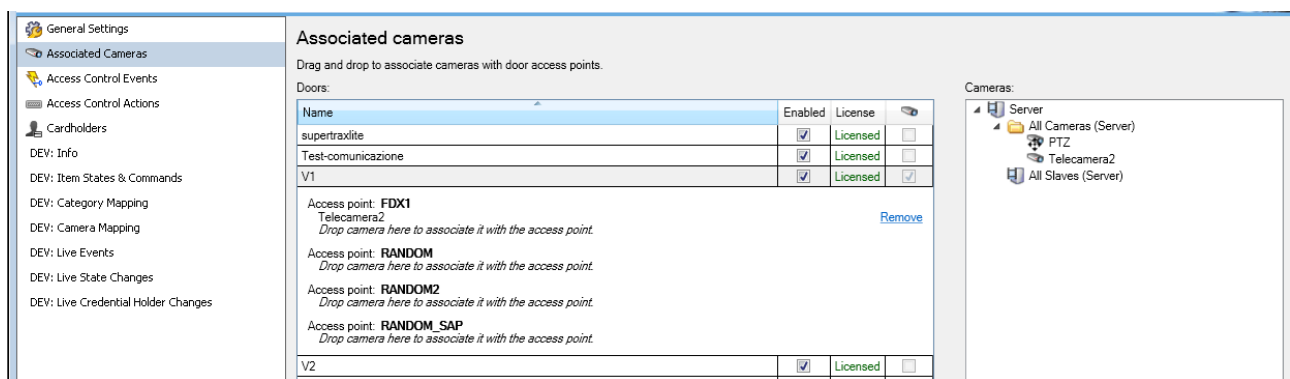 General Settings
Associated Cameras
Access Control Events
Access Control Actions
Cardholders
DEV: Info
DEV: Item States & Commands
DEV: Category Mapping
DEV: Camera Mapping
DEV: Live Events
DEV: Live State Changes
DEV: Live Credential Holder Changes
Associated cameras
Drag and drop to associate cameras with door access points.
Doors:
Name Enabled License
supertraxlite Licensed
Test-comunicazione Licensed
V1 Licensed
Access point: FDX1
Telecamera2 Remove
Drop camera here to associate it with the access point.
Access point: RANDOM
Drop camera here to associate it with the access point.
Access point: RANDOM2
Drop camera here to associate it with the access point.
Access point: RANDOM_SAP
Drop camera here to associate it with the access point.
V2 Licensed
Cameras:
Server
All Cameras (Server)
PTZ
Telecamera2
All Slaves (Server)